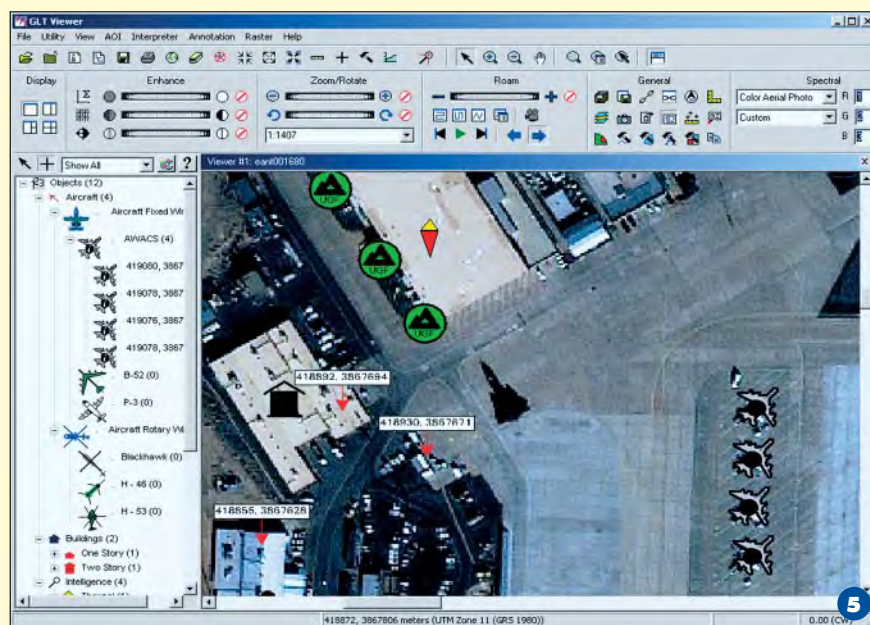 GLT Viewer
File Utility View AOI Interpreter Annotation Raster Help
Display Enhance Zoom/Rotate Roam General Spectral
Color Aerial Photo R
1:1407 Custom G
B
Show All Viewer #1: eant001680
Objects (12)
Aircraft (4)
Aircraft Fixed Wi
AWACS (4)
419080, 3867
419078, 3867
419076, 3867
419078, 3867
B-52 (0)
P-3 (0)
Aircraft Rotary Wi
Blackhawk (0)
H - 46 (0)
H - 53 (0)
Buildings (2)
One Story (1)
Two Story (1)
Intelligence (4)
UGF
UGF
UGF
418892, 3867694
418930, 3867671
418855, 3867628
418872, 3867806 meters (UTM Zone 11 (GRS 1980))
0.00 (CW)
5